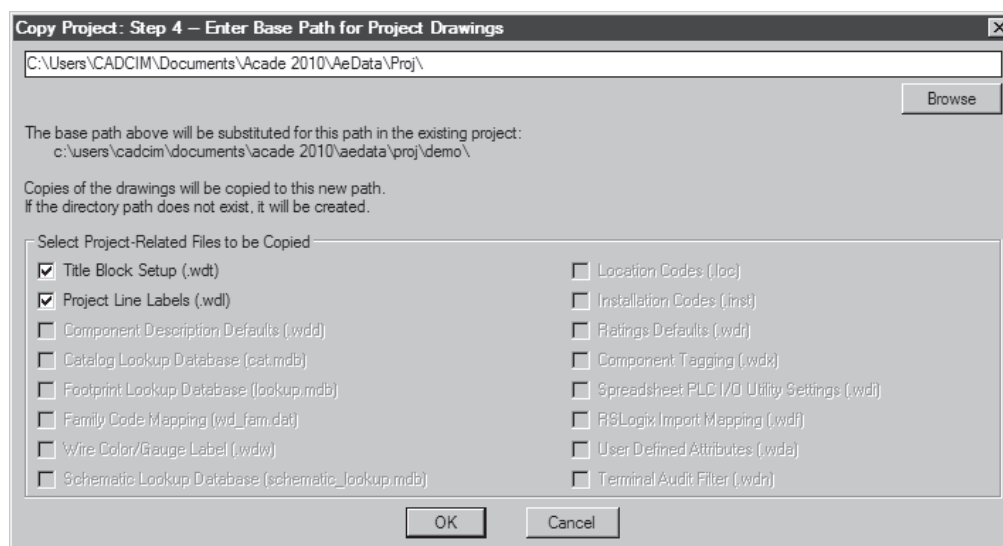 Copy Project: Step 4 – Enter Base Path for Project Drawings
C:\Users\CADCIM\Documents\Acade 2010\AeData\Proj\
Browse
The base path above will be substituted for this path in the existing project:
c:\users\cadcim\documents\acade 2010\aedata\proj\demo\
Copies of the drawings will be copied to this new path.
If the directory path does not exist, it will be created.
Select Project-Related Files to be Copied
Title Block Setup (.wdt)
Project Line Labels (.wdl)
Component Description Defaults (.wdd)
Catalog Lookup Database (cat.mdb)
Footprint Lookup Database (lookup.mdb)
Family Code Mapping (wd_fam.dat)
Wire Color/Gauge Label (.wdw)
Schematic Lookup Database (schematic_lookup.mdb)
Location Codes (.loc)
Installation Codes (.inst)
Ratings Defaults (.wdr)
Component Tagging (.wdx)
Spreadsheet PLC I/O Utility Settings (.wdi)
RSLogix Import Mapping (.wdf)
User Defined Attributes (.wda)
Terminal Audit Filter (.wdn)
OK
Cancel